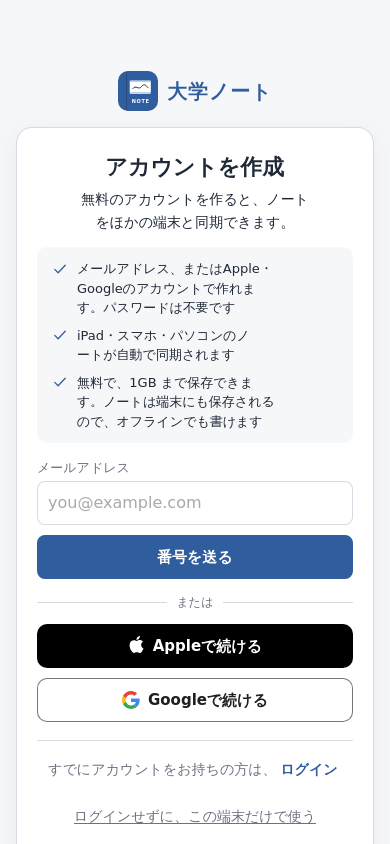 NOTE
大学ノート
アカウントを作成
無料のアカウントを作ると、ノート
をほかの端末と同期できます。
メールアドレス、またはApple・
Googleのアカウントで作れま
す。パスワードは不要です
iPad・スマホ・パソコンのノ
ートが自動で同期されます
無料で、1GB まで保存できま
す。ノートは端末にも保存される
ので、オフラインでも書けます
メールアドレス
you@example.com
番号を送る
または
Appleで続ける
Googleで続ける
すでにアカウントをお持ちの方は、 ログイン
ログインせずに、この端末だけで使う